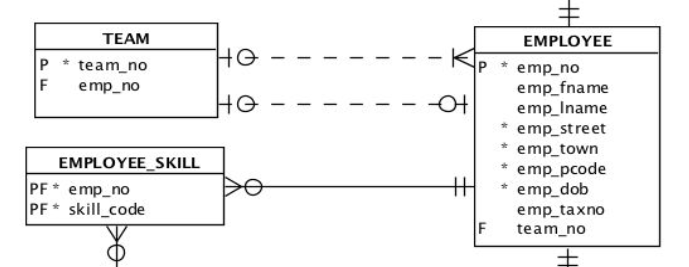 TEAM
P * team_no
F emp_no
EMPLOYEE
P * emp_no
emp_fname
emp_lname
* emp_street
* emp_town
* emp_pcode
* emp_dob
emp_taxno
F team_no
EMPLOYEE_SKILL
PF * emp_no
PF * skill_code